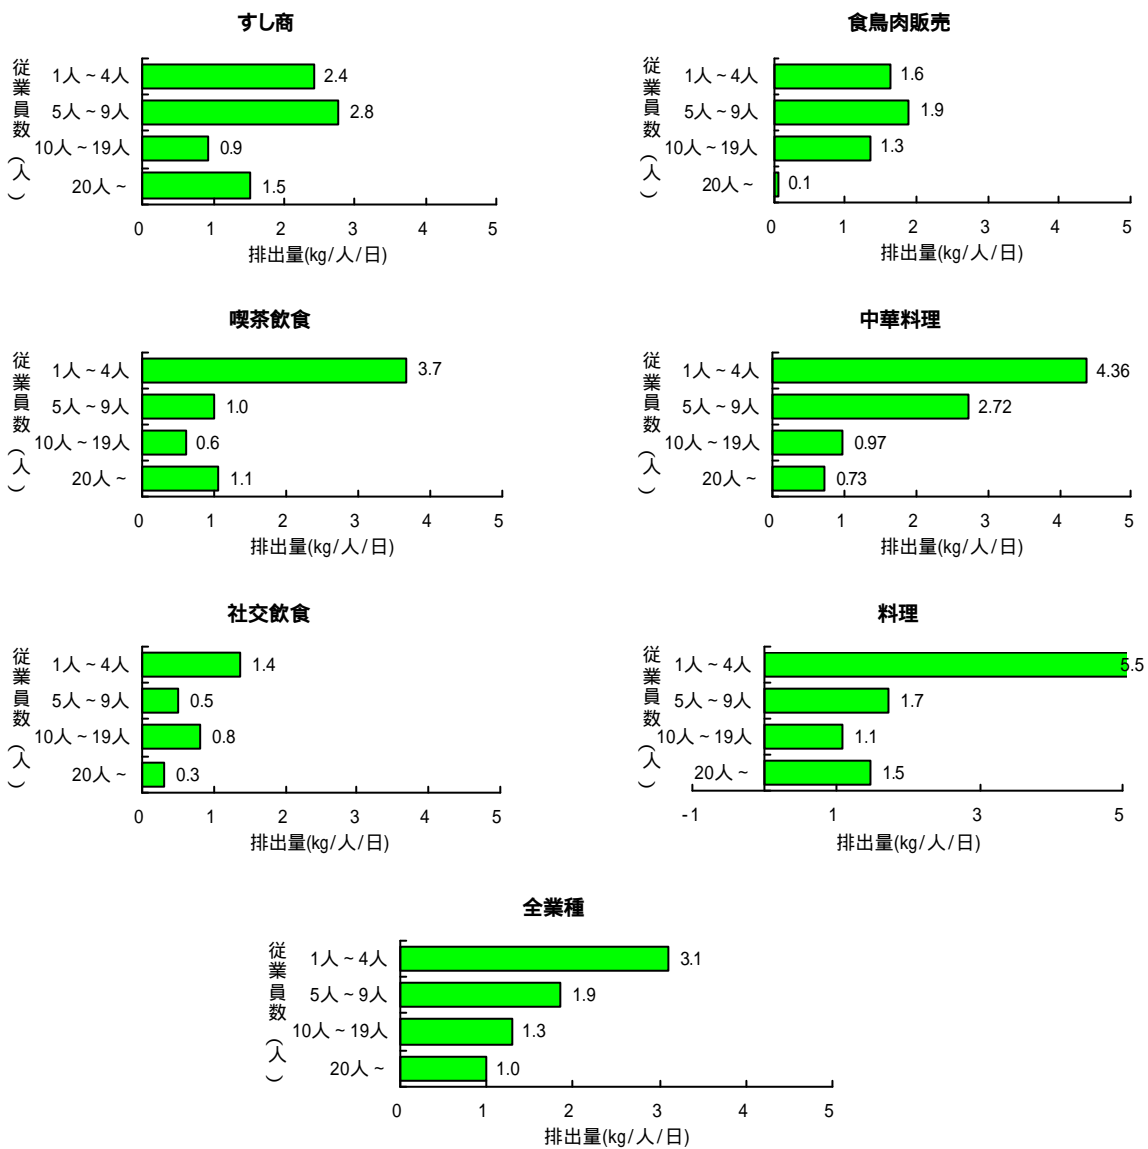 すし商
従業員数(人)
1人~4人
2.4
5人~9人
2.8
10人~19人
0.9
20人~
1.5
0 1 2 3 4 5
排出量(kg/人/日)
食鳥肉販売
従業員数(人)
1人~4人
1.6
5人~9人
1.9
10人~19人
1.3
20人~
0.1
0 1 2 3 4 5
排出量(kg/人/日)
喫茶飲食
従業員数(人)
1人~4人
3.7
5人~9人
1.0
10人~19人
0.6
20人~
1.1
0 1 2 3 4 5
排出量(kg/人/日)
中華料理
従業員数(人)
1人~4人
4.36
5人~9人
2.72
10人~19人
0.97
20人~
0.73
0 1 2 3 4 5
排出量(kg/人/日)
社交飲食
従業員数(人)
1人~4人
1.4
5人~9人
0.5
10人~19人
0.8
20人~
0.3
0 1 2 3 4 5
排出量(kg/人/日)
料理
従業員数(人)
1人~4人
5.5
5人~9人
1.7
10人~19人
1.1
20人~
1.5
-1 1 3 5
排出量(kg/人/日)
全業種
従業員数(人)
1人~4人
3.1
5人~9人
1.9
10人~19人
1.3
20人~
1.0
0 1 2 3 4 5
排出量(kg/人/日)